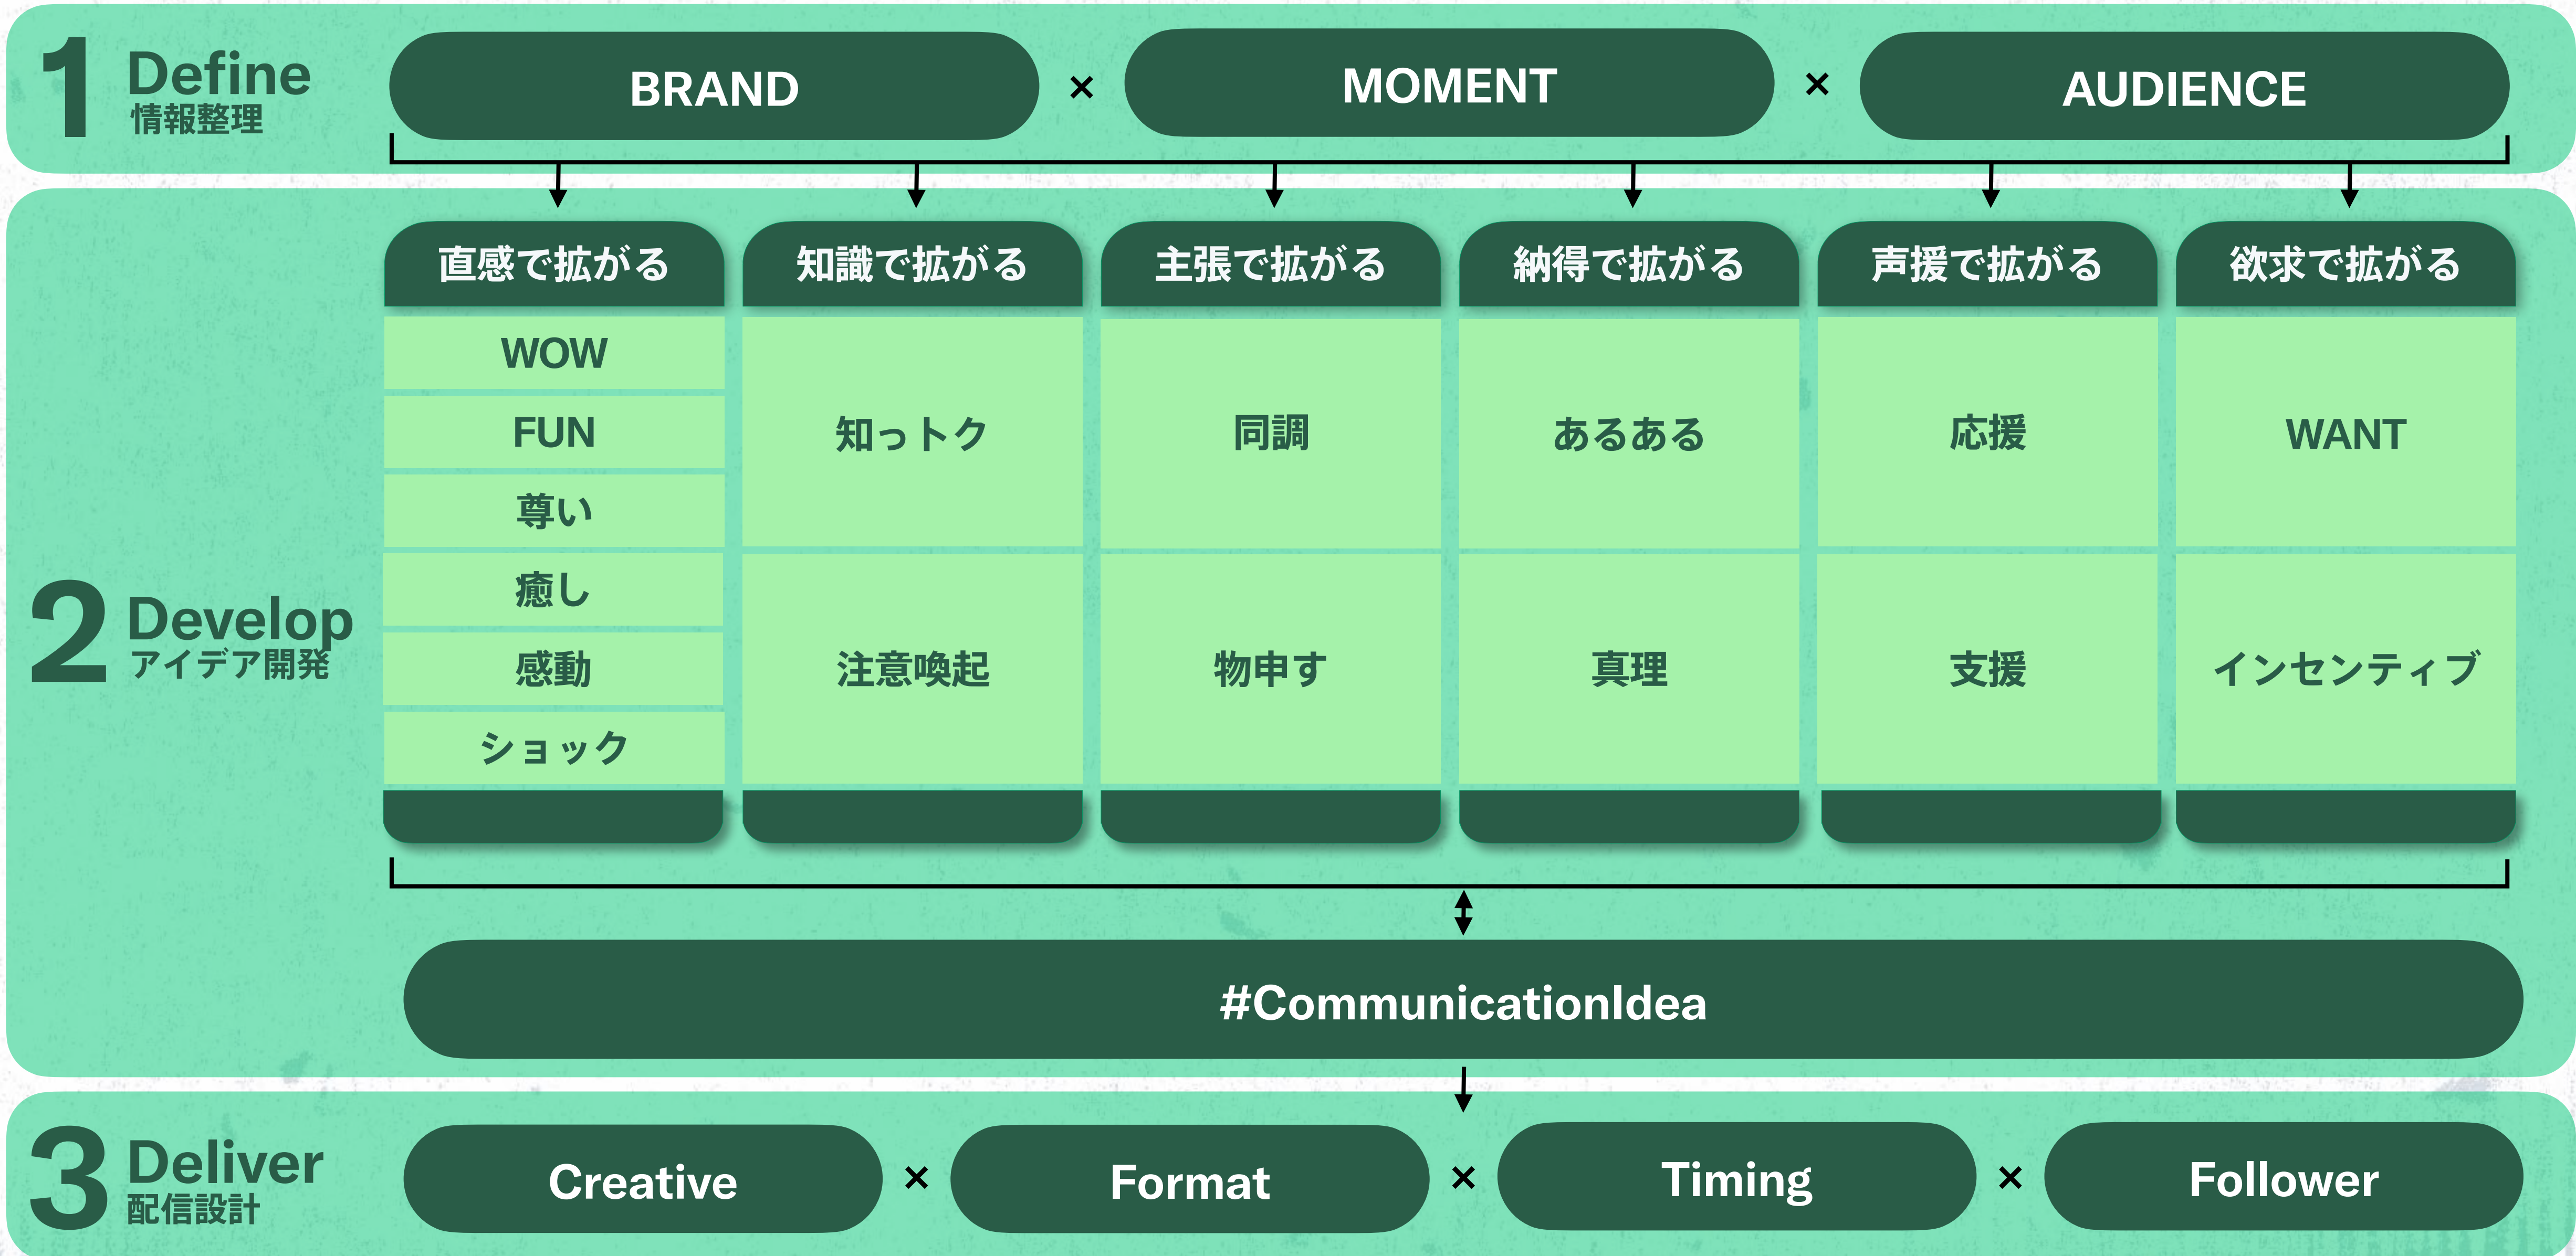 1 Define
情報整理
BRAND × MOMENT × AUDIENCE
直感で拡がる
WOW
FUN
尊い
癒し
感動
ショック
知識で拡がる
知っトク
注意喚起
主張で拡がる
同調
物申す
納得で拡がる
あるある
真理
声援で拡がる
応援
支援
欲求で拡がる
WANT
インセンティブ
2 Develop
アイデア開発
#CommunicationIdea
3 Deliver
配信設計
Creative × Format × Timing × Follower